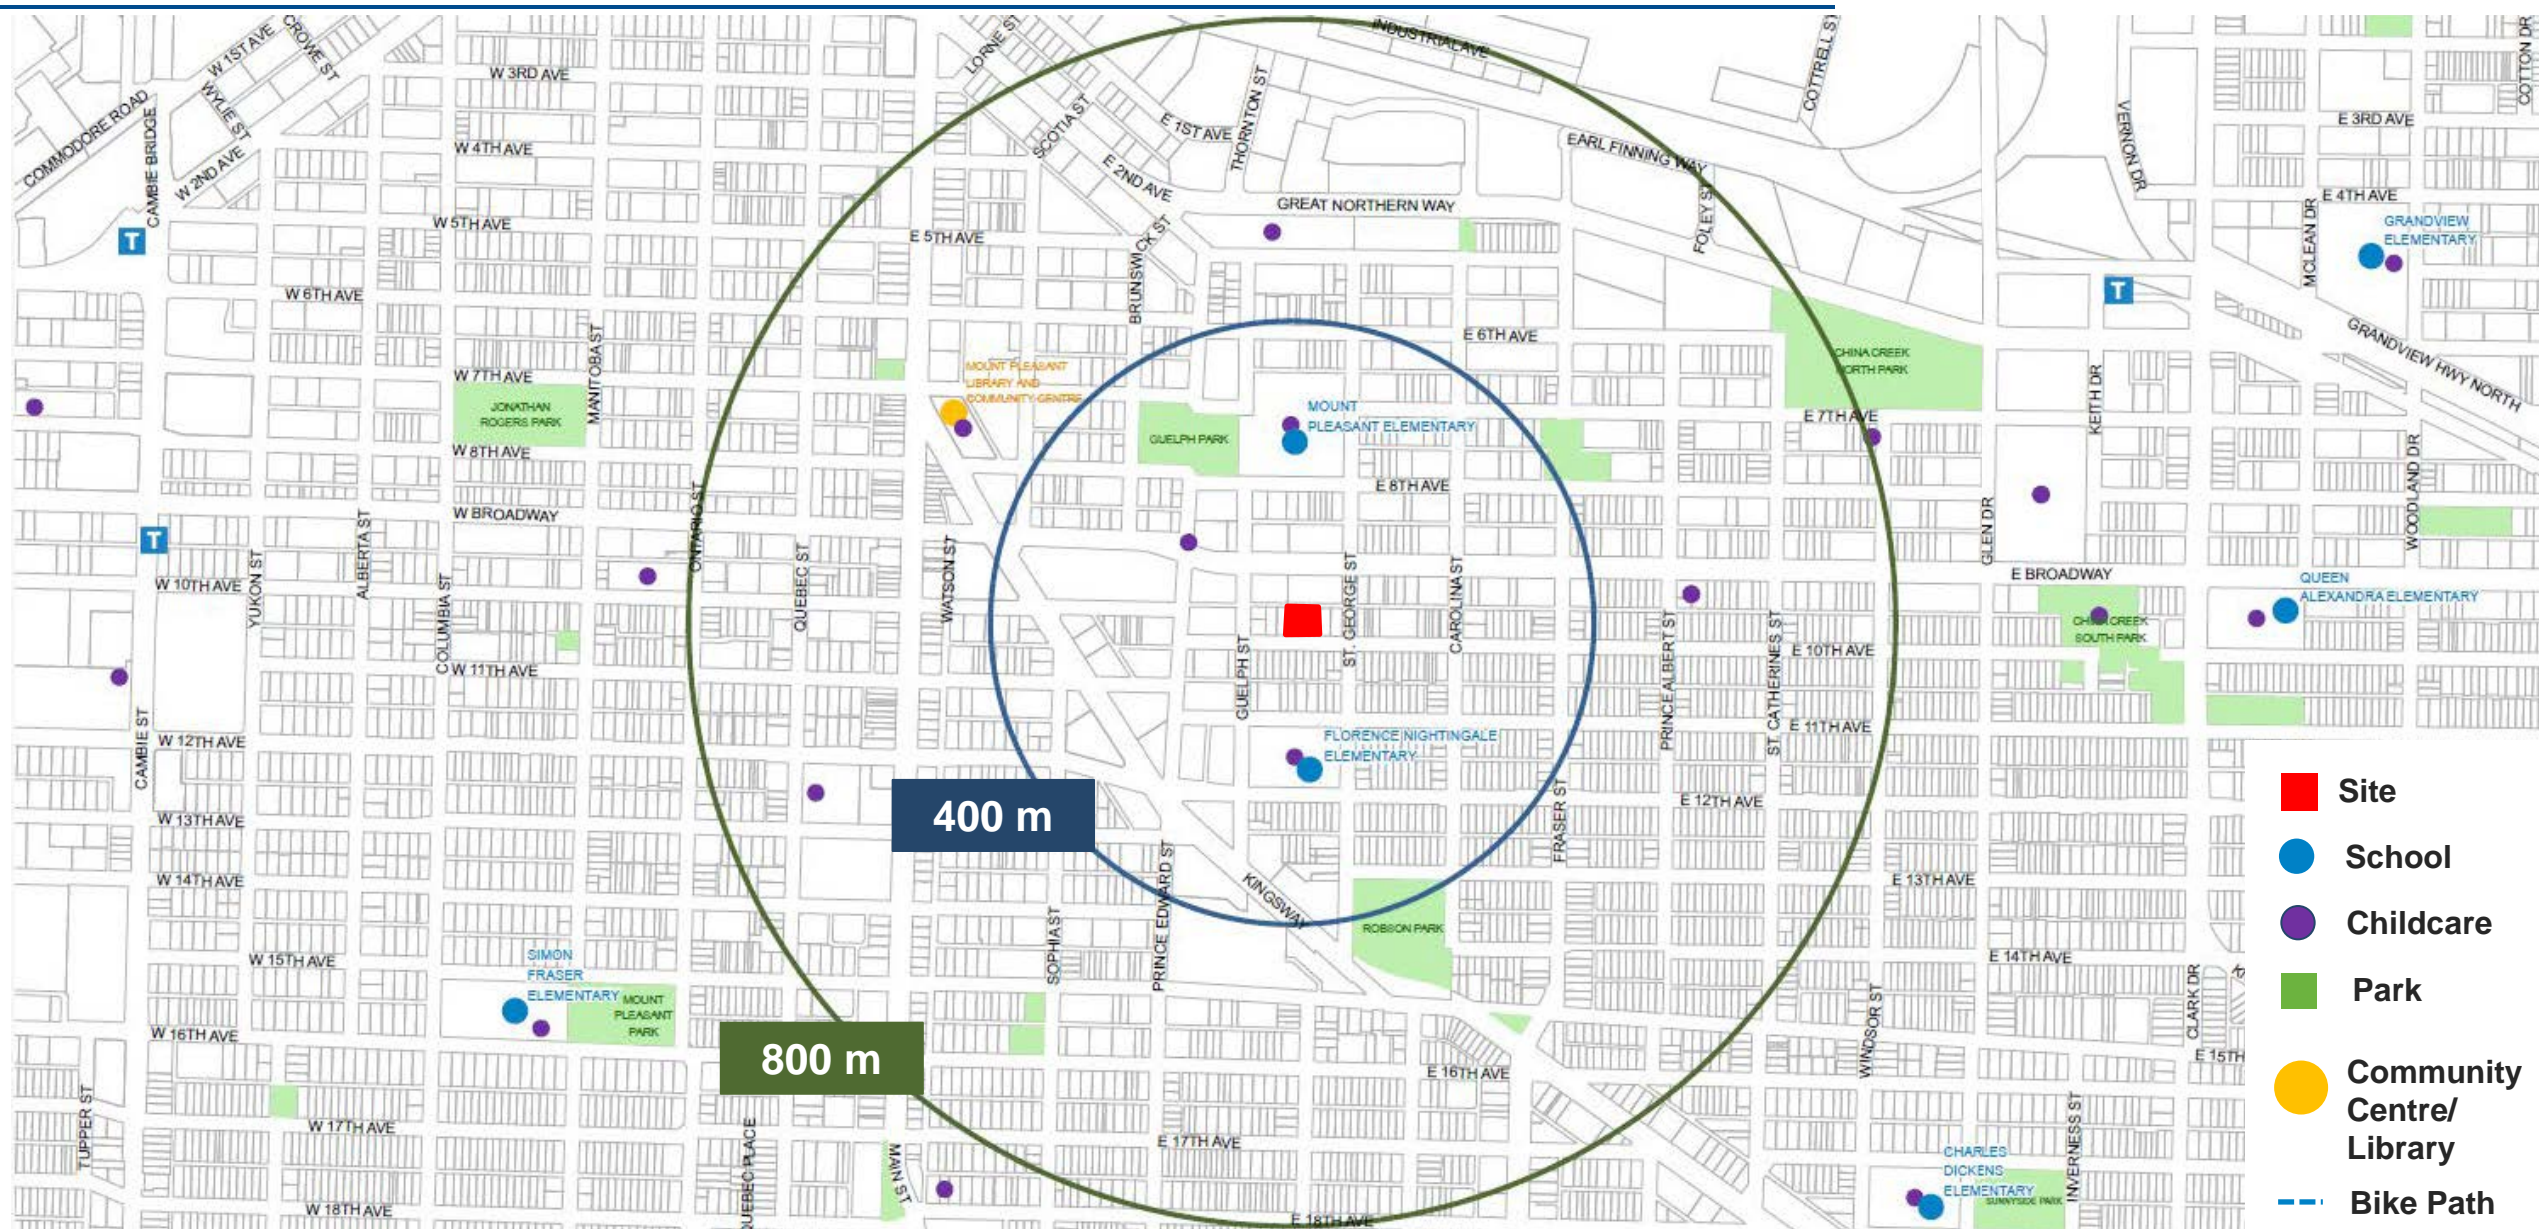 W 1ST AVE
CROWE ST
LORNE ST
INDUSTRIAL AVE
COTTRELL ST
COTTON DR
W 3RD AVE
WYLIE ST
COMMODORE ROAD
CAMBIE BRIDGE
W 2ND AVE
W 4TH AVE
SCOTIA ST
E 1ST AVE
THORNTON ST
E 2ND AVE
EARL FINNING WAY
VERNON DR
E 3RD AVE
E 4TH AVE
GREAT NORTHERN WAY
FOLEY ST
MCLEAN DR
GRANDVIEW
ELEMENTARY
T
W 5TH AVE
E 5TH AVE
BRUNSWICK ST
T
W 6TH AVE
E 6TH AVE
GRANDVIEW HWY NORTH
MANITOBA ST
W 7TH AVE
MOUNT PLEASANT
LIBRARY AND
COMMUNITY CENTRE
CHINA CREEK
NORTH PARK
KEITH DR
JONATHAN
ROGERS PARK
GUELPH PARK
MOUNT
PLEASANT ELEMENTARY
E 7TH AVE
W 8TH AVE
E 8TH AVE
WOODLAND DR
W BROADWAY
ONTARIO ST
T
ALBERTA ST
YUKON ST
W 10TH AVE
COLUMBIA ST
QUEBEC ST
WATSON ST
ST. GEORGE ST
CAROLINA ST
GLEN DR
E BROADWAY
QUEEN
ALEXANDRA ELEMENTARY
CHINA CREEK
SOUTH PARK
GUELPH ST
PRINCE ALBERT ST
ST. CATHERINES ST
E 10TH AVE
W 11TH AVE
E 11TH AVE
CAMBIE ST
W 12TH AVE
FLORENCE NIGHTINGALE
ELEMENTARY
400 m
E 12TH AVE
FRASER ST
W 13TH AVE
PRINCE EDWARD ST
KINGSWAY
W 14TH AVE
E 13TH AVE
ROBSON PARK
SOPHIA ST
W 15TH AVE
E 14TH AVE
SIMON
FRASER
ELEMENTARY
MOUNT
PLEASANT
PARK
CLARK DR
WINDSOR ST
W 16TH AVE
800 m
E 15TH
E 16TH AVE
TUPPER ST
W 17TH AVE
QUEBEC PLACE
MAIN ST
E 17TH AVE
INVERNESS ST
CHARLES
DICKENS
ELEMENTARY
SUNNYSIDE PARK
W 18TH AVE
E 18TH AVE
Site
School
Childcare
Park
Community
Centre/
Library
Bike Path